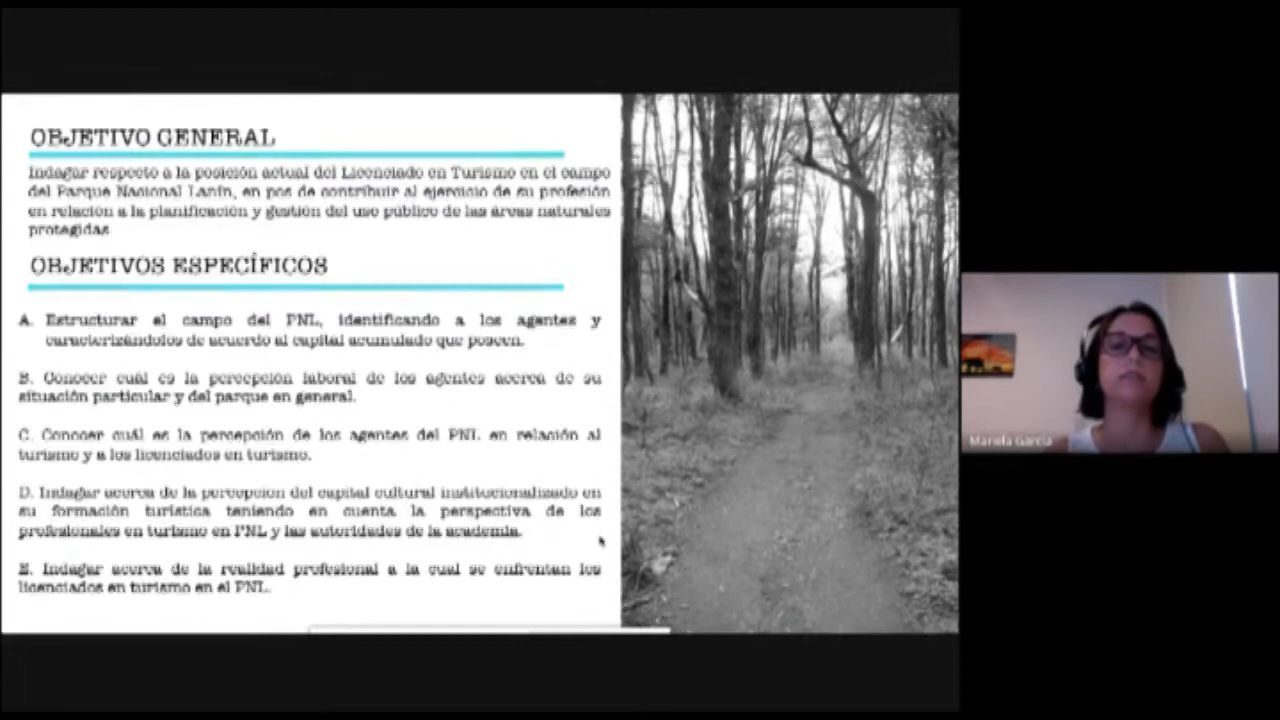 OBJETIVO GENERAL
Indagar respecto a la posición actual del Licenciado en Turismo en el campo
del Parque Nacional Lanín, en pos de contribuir al ejercicio de su profesión
en relación a la planificación y gestión del uso público de las áreas naturales
protegidas
OBJETIVOS ESPECÍFICOS
A. Estructurar el campo del PNL, identificando a los agentes y
caracterizándolos de acuerdo al capital acumulado que poseen.
B. Conocer cuál es la percepción laboral de los agentes acerca de su
situación particular y del parque en general.
C. Conocer cuál es la percepción de los agentes del PNL en relación al
turismo y a los licenciados en turismo.
D. Indagar acerca de la percepción del capital cultural institucionalizado en
su formación turística teniendo en cuenta la perspectiva de los
profesionales en turismo en PNL y las autoridades de la academia.
E. Indagar acerca de la realidad profesional a la cual se enfrentan los
licenciados en turismo en el PNL.
Mariela García